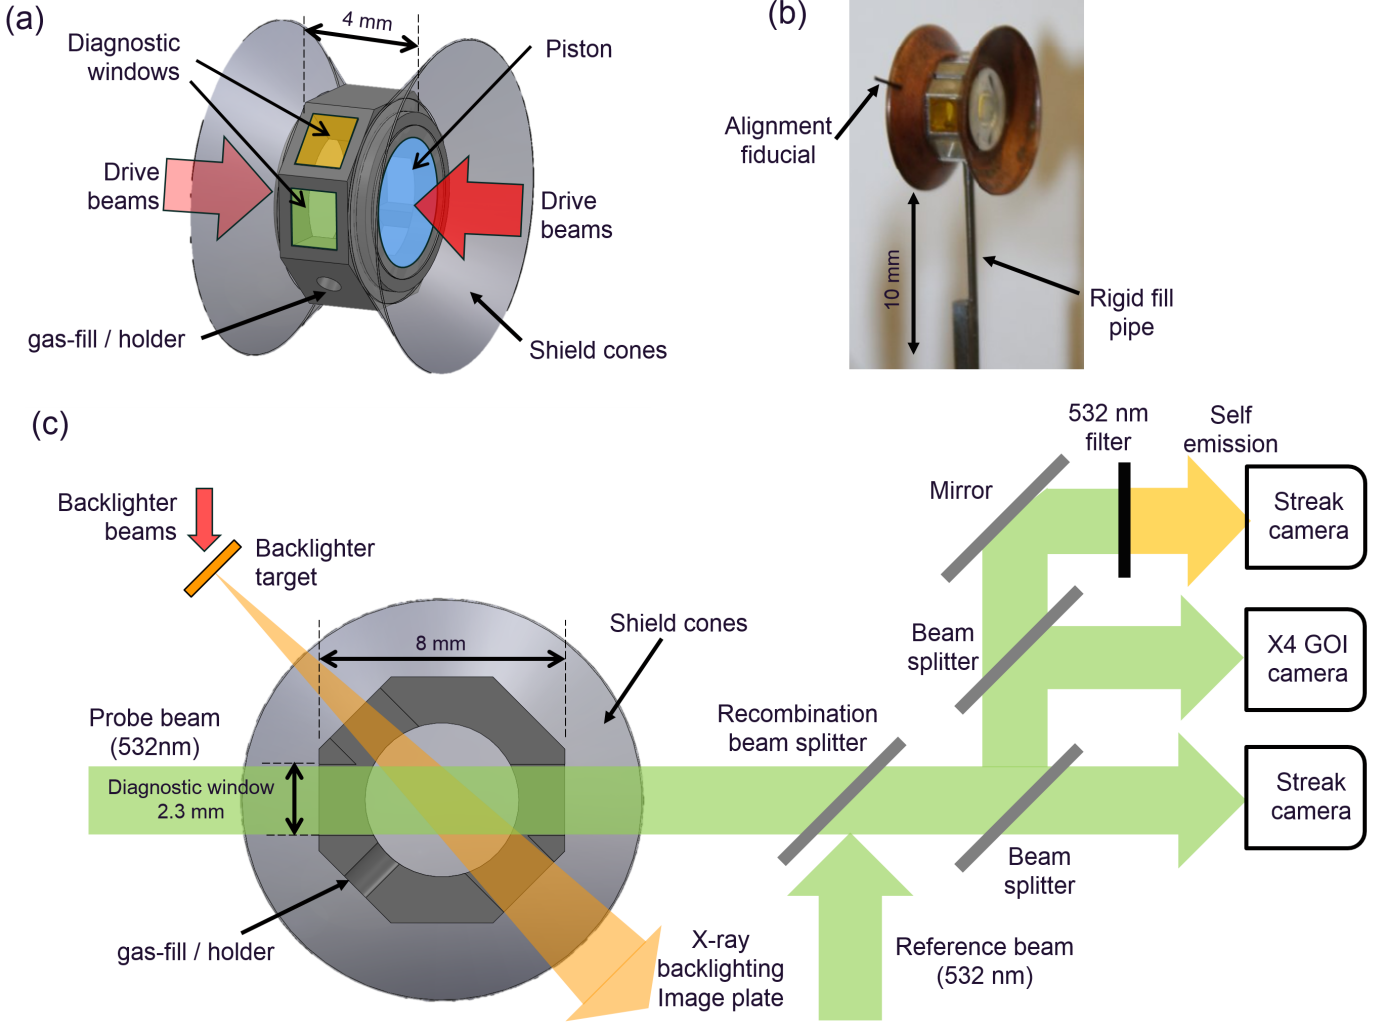 (a)
4 mm
Diagnostic
windows
Piston
Drive
beams
Drive
beams
gas-fill / holder
Shield cones
(b)
Alignment
fiducial
10 mm
Rigid fill
pipe
(c)
532 nm
filter
Self
emission
Backlighter
beams
Backlighter
target
Mirror
Streak
camera
8 mm
Shield cones
Beam
splitter
X4 GOI
camera
Probe beam
(532nm)
Recombination
beam splitter
Diagnostic window
2.3 mm
Streak
camera
Beam
splitter
gas-fill / holder
X-ray
backlighting
Image plate
Reference beam
(532 nm)